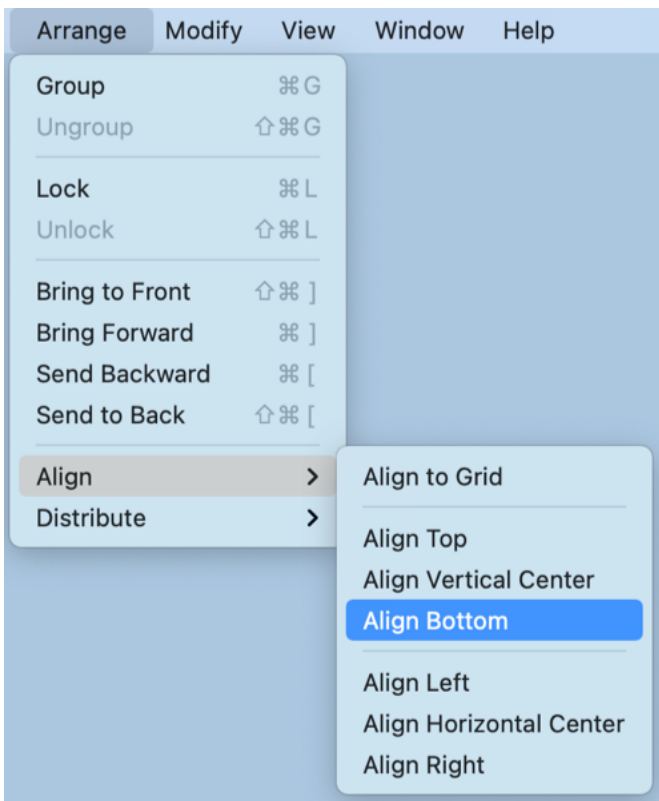 Arrange Modify View Window Help
Group ⌘G
Ungroup ⇧⌘G
Lock ⌘L
Unlock ⇧⌘L
Bring to Front ⇧⌘]
Bring Forward ⌘]
Send Backward ⌘[
Send to Back ⇧⌘[
Align >
Distribute >
Align to Grid
Align Top
Align Vertical Center
Align Bottom
Align Left
Align Horizontal Center
Align Right